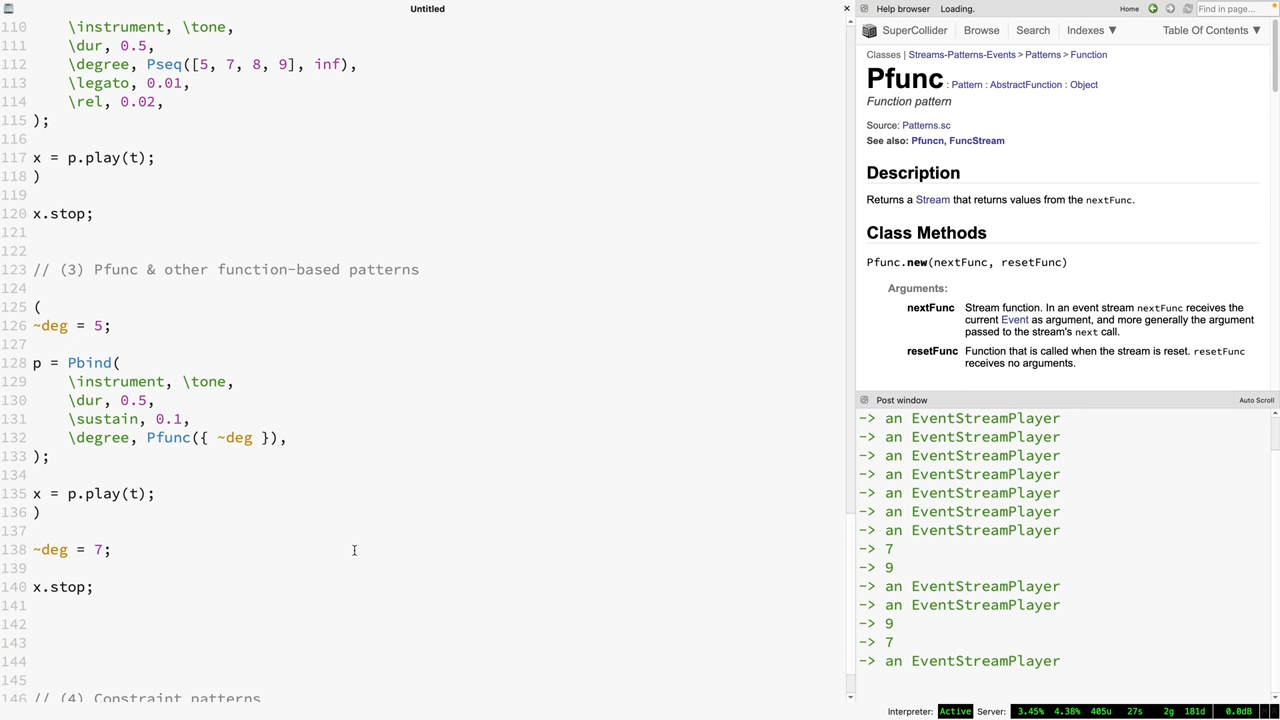 Untitled
110 \instrument, \tone,
111 \dur, 0.5,
112 \degree, Pseq([5, 7, 8, 9], inf),
113 \legato, 0.01,
114 \rel, 0.02,
115 );
116
117 x = p.play(t);
118 )
119
120 x.stop;
121
122
123 // (3) Pfunc & other function-based patterns
124
125 (
126 ~deg = 5;
127
128 p = Pbind(
129 \instrument, \tone,
130 \dur, 0.5,
131 \sustain, 0.1,
132 \degree, Pfunc({ ~deg }),
133 );
134
135 x = p.play(t);
136 )
137
138 ~deg = 7;
139
140 x.stop;
141
142
143
144
145
146 // (4) Constraint patterns
Help browser Loading. Home Find in page...
SuperCollider Browse Search Indexes ▼ Table Of Contents ▼
Classes | Streams-Patterns-Events > Patterns > Function
Pfunc : Pattern : AbstractFunction : Object
Function pattern
Source: Patterns.sc
See also: Pfuncn, FuncStream
Description
Returns a Stream that returns values from the nextFunc.
Class Methods
Pfunc.new(nextFunc, resetFunc)
Arguments:
nextFunc Stream function. In an event stream nextFunc receives the
current Event as argument, and more generally the argument
passed to the stream's next call.
resetFunc Function that is called when the stream is reset. resetFunc
receives no arguments.
Post window Auto Scroll
-> an EventStreamPlayer
-> an EventStreamPlayer
-> an EventStreamPlayer
-> an EventStreamPlayer
-> an EventStreamPlayer
-> an EventStreamPlayer
-> an EventStreamPlayer
-> 7
-> 9
-> an EventStreamPlayer
-> an EventStreamPlayer
-> 9
-> 7
-> an EventStreamPlayer
Interpreter: Active Server: 3.45% 4.38% 405u 27s 2g 181d 0.0dB